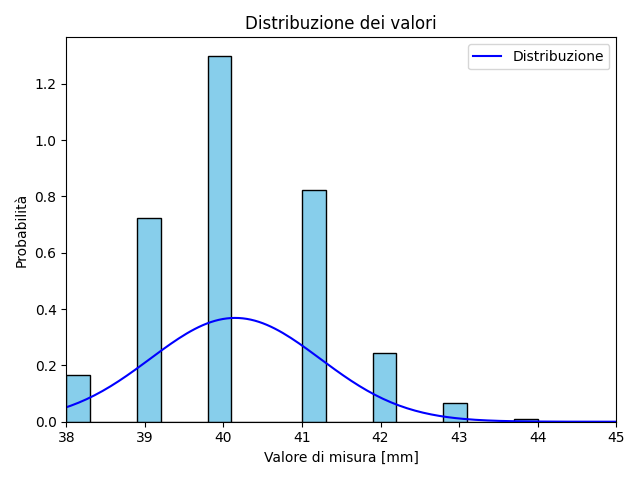 Distribuzione dei valori
Distribuzione
Probabilità
1.2
1.0
0.8
0.6
0.4
0.2
0.0
38 39 40 41 42 43 44 45
Valore di misura [mm]